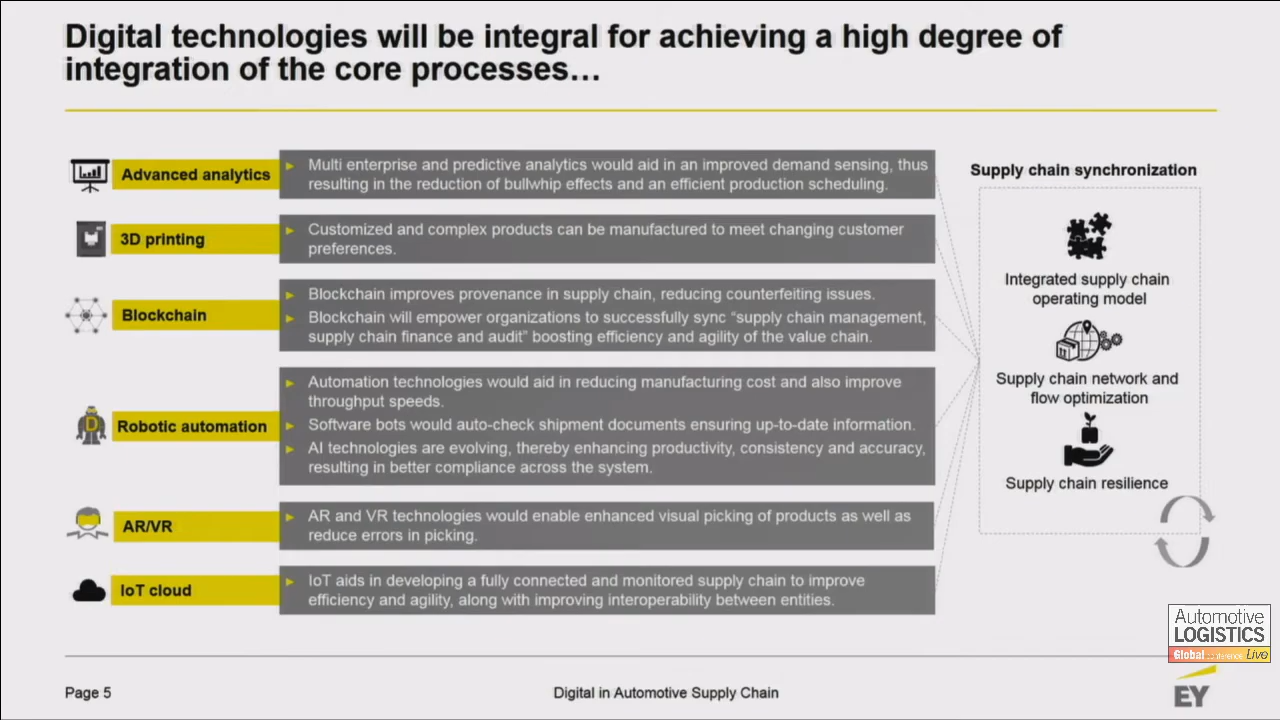 Digital technologies will be integral for achieving a high degree of
integration of the core processes…
Advanced analytics
► Multi enterprise and predictive analytics would aid in an improved demand sensing, thus
resulting in the reduction of bullwhip effects and an efficient production scheduling.
3D printing
► Customized and complex products can be manufactured to meet changing customer
preferences.
Blockchain
► Blockchain improves provenance in supply chain, reducing counterfeiting issues.
► Blockchain will empower organizations to successfully sync “supply chain management,
supply chain finance and audit” boosting efficiency and agility of the value chain.
Robotic automation
► Automation technologies would aid in reducing manufacturing cost and also improve
throughput speeds.
► Software bots would auto-check shipment documents ensuring up-to-date information.
► AI technologies are evolving, thereby enhancing productivity, consistency and accuracy,
resulting in better compliance across the system.
AR/VR
► AR and VR technologies would enable enhanced visual picking of products as well as
reduce errors in picking.
IoT cloud
► IoT aids in developing a fully connected and monitored supply chain to improve
efficiency and agility, along with improving interoperability between entities.
Supply chain synchronization
Integrated supply chain
operating model
Supply chain network and
flow optimization
Supply chain resilience
Automotive
LOGISTICS
Global conference Live
Page 5
Digital in Automotive Supply Chain
EY